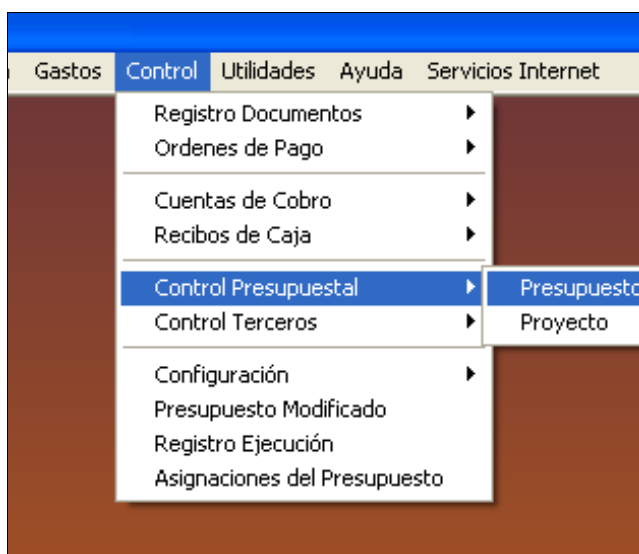 Gastos Control Utilidades Ayuda Servicios Internet
Registro Documentos
Ordenes de Pago
Cuentas de Cobro
Recibos de Caja
Control Presupuestal Presupuesto
Control Terceros Proyecto
Configuración
Presupuesto Modificado
Registro Ejecución
Asignaciones del Presupuesto